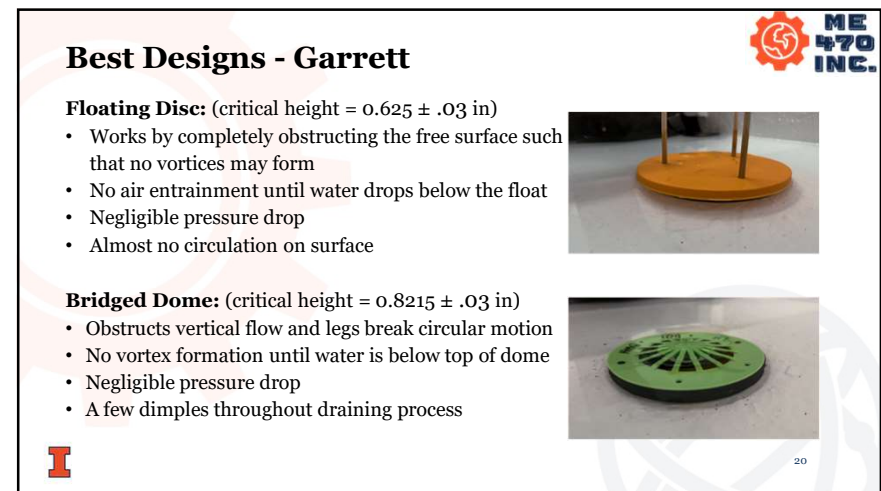 ME
470
INC.
Best Designs - Garrett
Floating Disc: (critical height = 0.625 ± .03 in)
• Works by completely obstructing the free surface such
that no vortices may form
• No air entrainment until water drops below the float
• Negligible pressure drop
• Almost no circulation on surface
Bridged Dome: (critical height = 0.8215 ± .03 in)
• Obstructs vertical flow and legs break circular motion
• No vortex formation until water is below top of dome
• Negligible pressure drop
• A few dimples throughout draining process
I
20